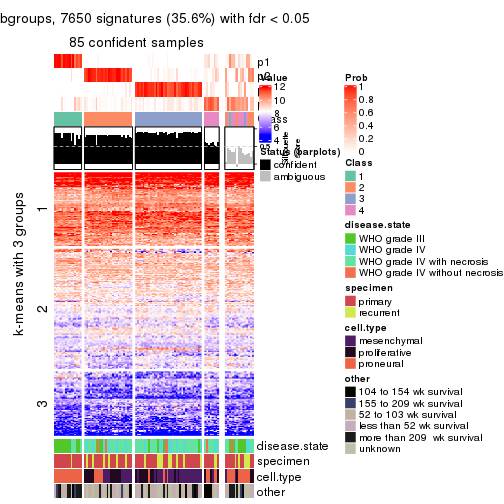 bgroups, 7650 signatures (35.6%) with fdr < 0.05
85 confident samples
p1
Value
12
10
8
6
4
Prob
1
0.8
0.6
0.4
0.2
0
Status (barplots)
confident
ambiguous
Silhouette
score
Class
1
2
3
4
k-means with 3 groups
1
2
3
disease.state
WHO grade III
WHO grade IV
WHO grade IV with necrosis
WHO grade IV without necrosis
specimen
primary
recurrent
cell.type
mesenchymal
proliferative
proneural
other
104 to 154 wk survival
155 to 209 wk survival
52 to 103 wk survival
less than 52 wk survival
more than 209  wk survival
unknown
disease.state
specimen
cell.type
other